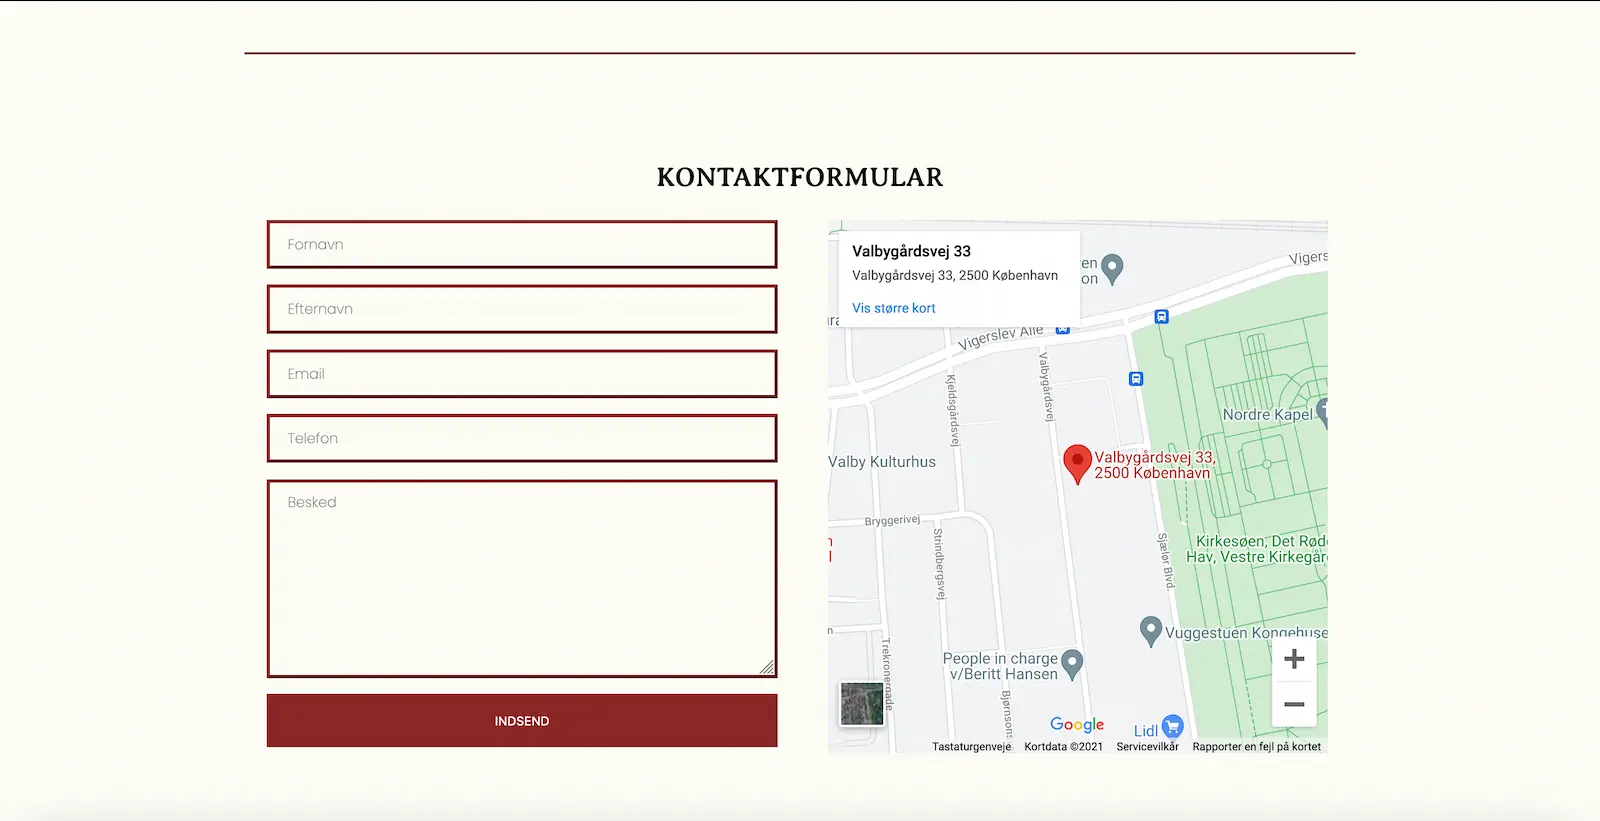 KONTAKTFORMULAR
Fornavn
Efternavn
Email
Telefon
Besked
INDSEND
Valbygårdsvej 33
Valbygårdsvej 33, 2500 København
Vis større kort
Vigerslev Alle
Valbygårdsvej
Kjeldsgårdsvej
Nordre Kapel
Valby Kulturhus
Valbygårdsvej 33,
2500 København
Bryggerivej
Strindbergsvej
Sjælør Blvd.
Kirkesøen, Det Rød
Hav, Vestre Kirkegår
Vuggestuen Kongehuse
People in charge
v/Beritt Hansen
Trekronergade
Bjørnsons
Google
Lidl
Tastaturgenveje
Kortdata ©2021
Servicevilkår
Rapporter en fejl på kortet